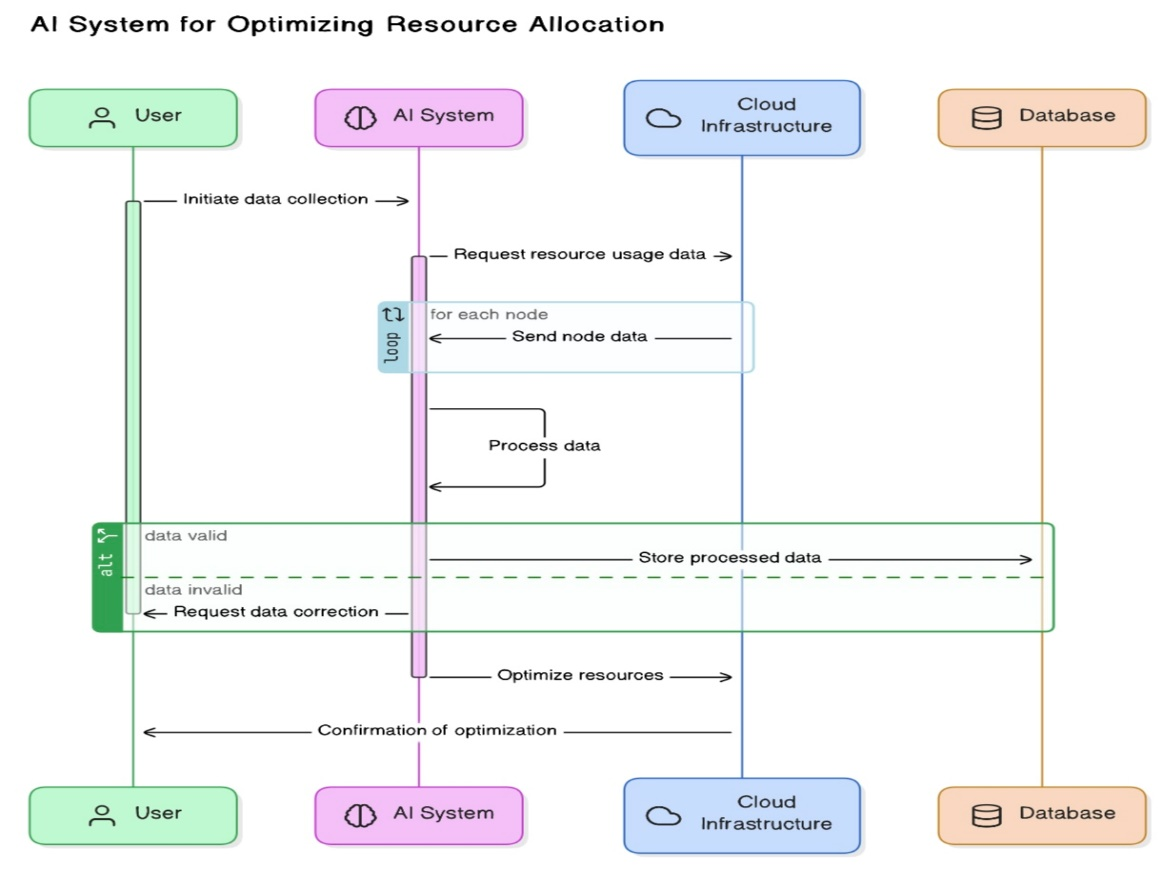 AI System for Optimizing Resource Allocation
User
AI System
Cloud
Infrastructure
Database
Initiate data collection
Request resource usage data
loop
for each node
Send node data
Process data
alt
data valid
Store processed data
data invalid
Request data correction
Optimize resources
Confirmation of optimization
User
AI System
Cloud
Infrastructure
Database